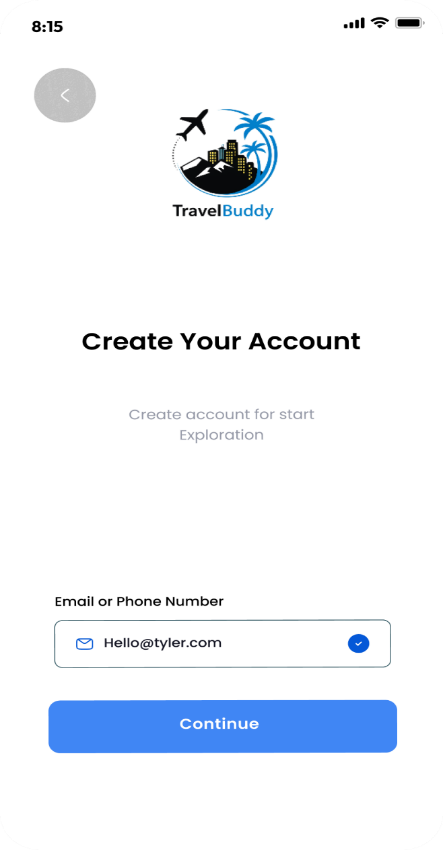 8:15
TravelBuddy
Create Your Account
Create account for start
Exploration
Email or Phone Number
Hello@tyler.com
Continue